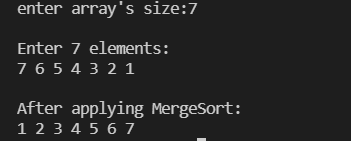 enter array's size:7
Enter 7 elements:
7 6 5 4 3 2 1
After applying MergeSort:
1 2 3 4 5 6 7